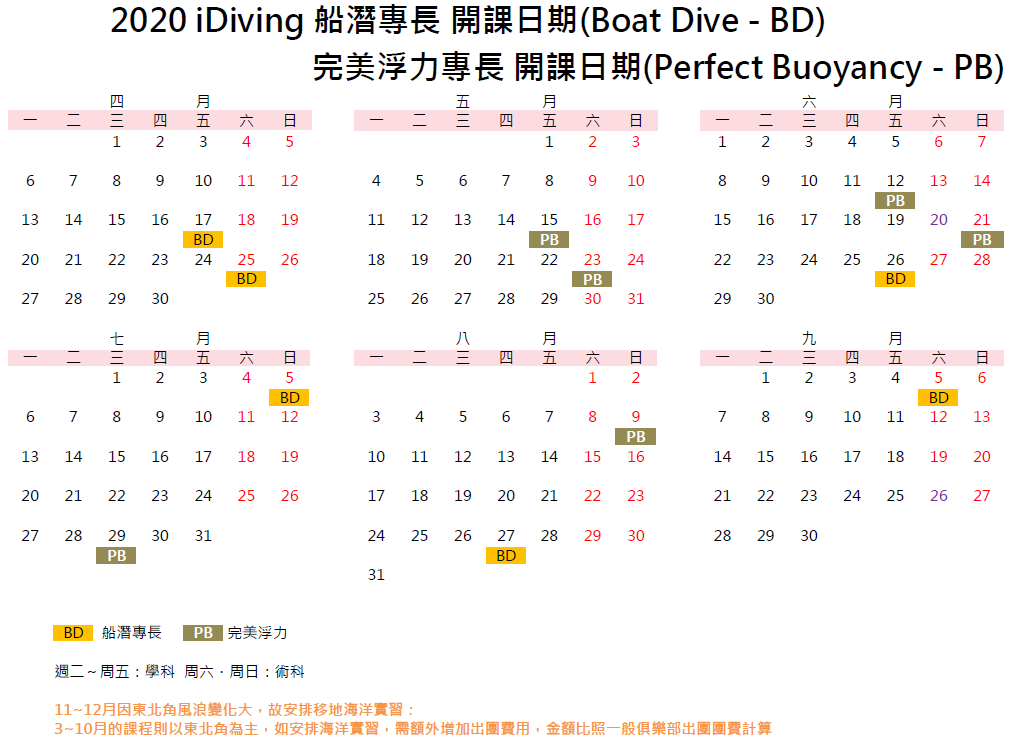 2020 iDiving 船潛專長 開課日期(Boat Dive - BD)
完美浮力專長 開課日期(Perfect Buoyancy - PB)
四 月 五 月 六 月
一 二 三 四 五 六 日 一 二 三 四 五 六 日 一 二 三 四 五 六 日
1 2 3 4 5 1 2 3 1 2 3 4 5 6 7
6 7 8 9 10 11 12 4 5 6 7 8 9 10 8 9 10 11 12 13 14
PB
13 14 15 16 17 18 19 11 12 13 14 15 16 17 15 16 17 18 19 20 21
BD PB PB
20 21 22 23 24 25 26 18 19 20 21 22 23 24 22 23 24 25 26 27 28
BD PB BD
27 28 29 30 25 26 27 28 29 30 31 29 30
七 月 八 月 九 月
一 二 三 四 五 六 日 一 二 三 四 五 六 日 一 二 三 四 五 六 日
1 2 3 4 5 1 2 1 2 3 4 5 6
BD BD
6 7 8 9 10 11 12 3 4 5 6 7 8 9 7 8 9 10 11 12 13
PB
13 14 15 16 17 18 19 10 11 12 13 14 15 16 14 15 16 17 18 19 20
20 21 22 23 24 25 26 17 18 19 20 21 22 23 21 22 23 24 25 26 27
27 28 29 30 31 24 25 26 27 28 29 30 28 29 30
PB BD
31
BD 船潛專長 PB 完美浮力
週二～周五：學科 周六．周日：術科
11~12月因東北角風浪變化大，故安排移地海洋實習：
3~10月的課程則以東北角為主，如安排海洋實習，需額外增加出團費用，金額比照一般俱樂部出團團費計算